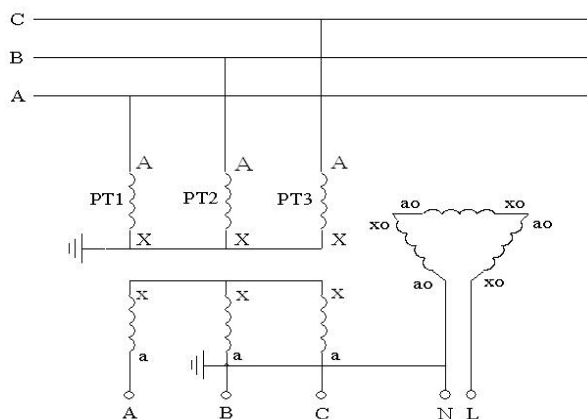 C
B
A
A A A
PT1 PT2 PT3
X X X
ao xo
xo ao
ao xo
x x x
a a a
A B C N L